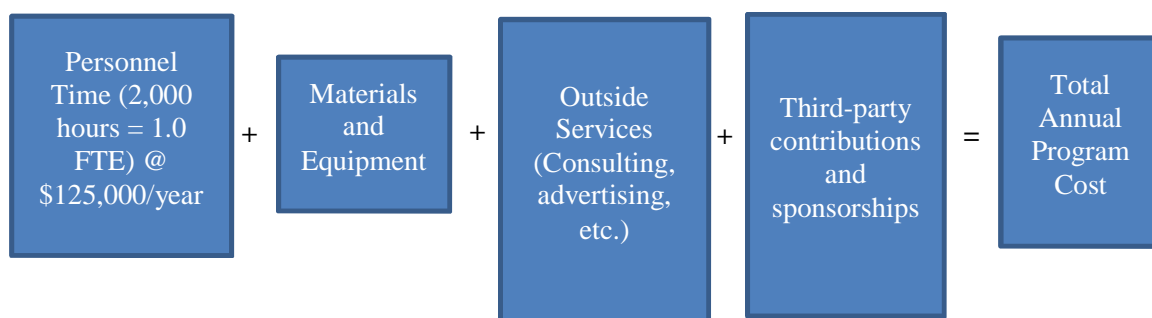 Personnel
Time (2,000
hours = 1.0
FTE) @
$125,000/year
+
Materials
and
Equipment
+
Outside
Services
(Consulting,
advertising,
etc.)
+
Third-party
contributions
and
sponsorships
=
Total
Annual
Program
Cost